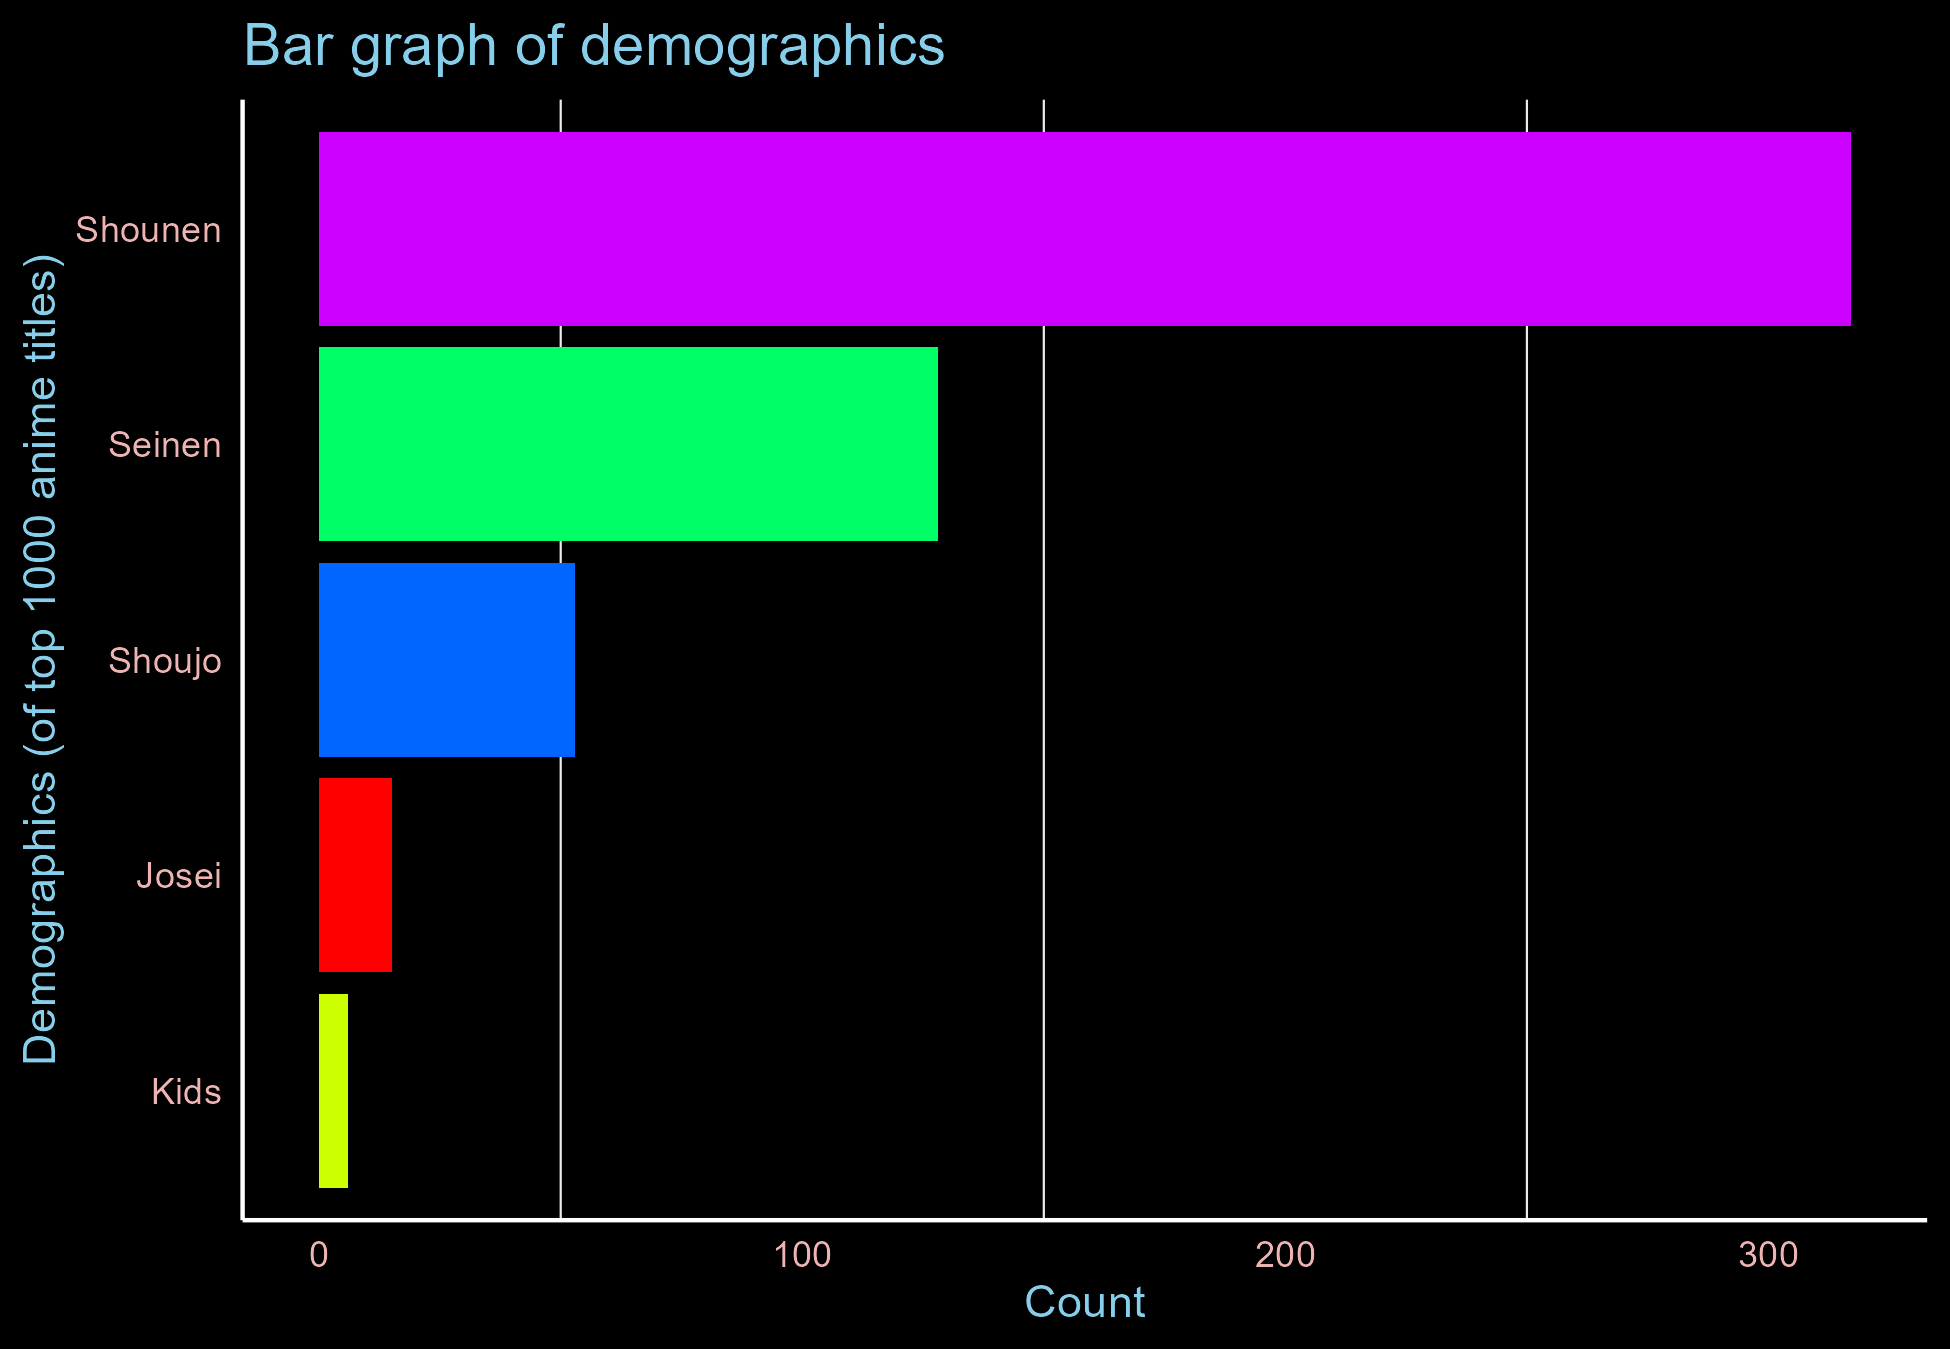 Bar graph of demographics
Demographics (of top 1000 anime titles)
Shounen
Seinen
Shoujo
Josei
Kids
0 100 200 300
Count